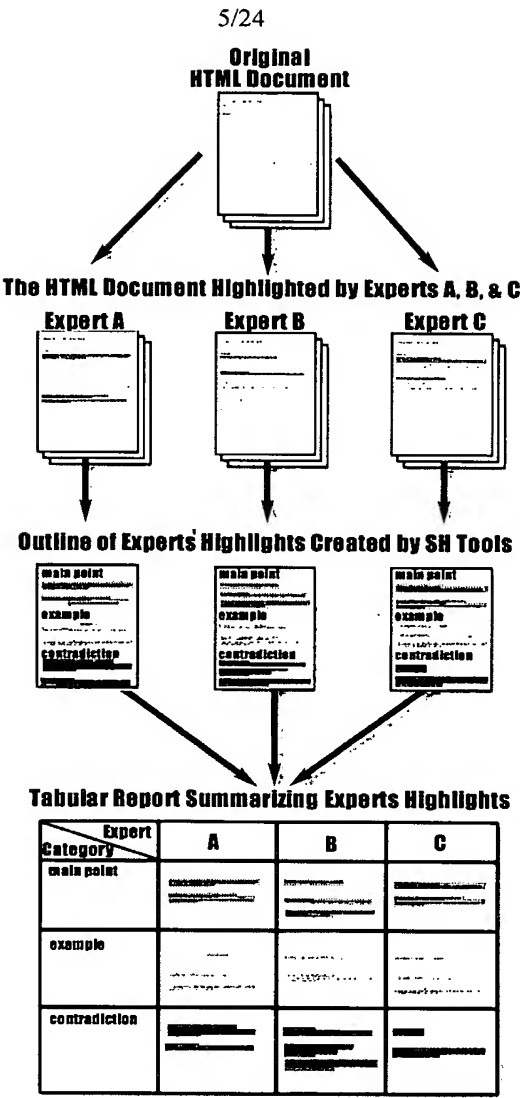 5/24
Original
HTML Document
The HTML Document Highlighted by Experts A, B, & C
Expert A Expert B Expert C
Outline of Experts' Highlights Created by SH Tools
main point main point main point
example example example
contradiction contradiction contradiction
Tabular Report Summarizing Experts Highlights
Expert
Category A B C
main point
example
contradiction